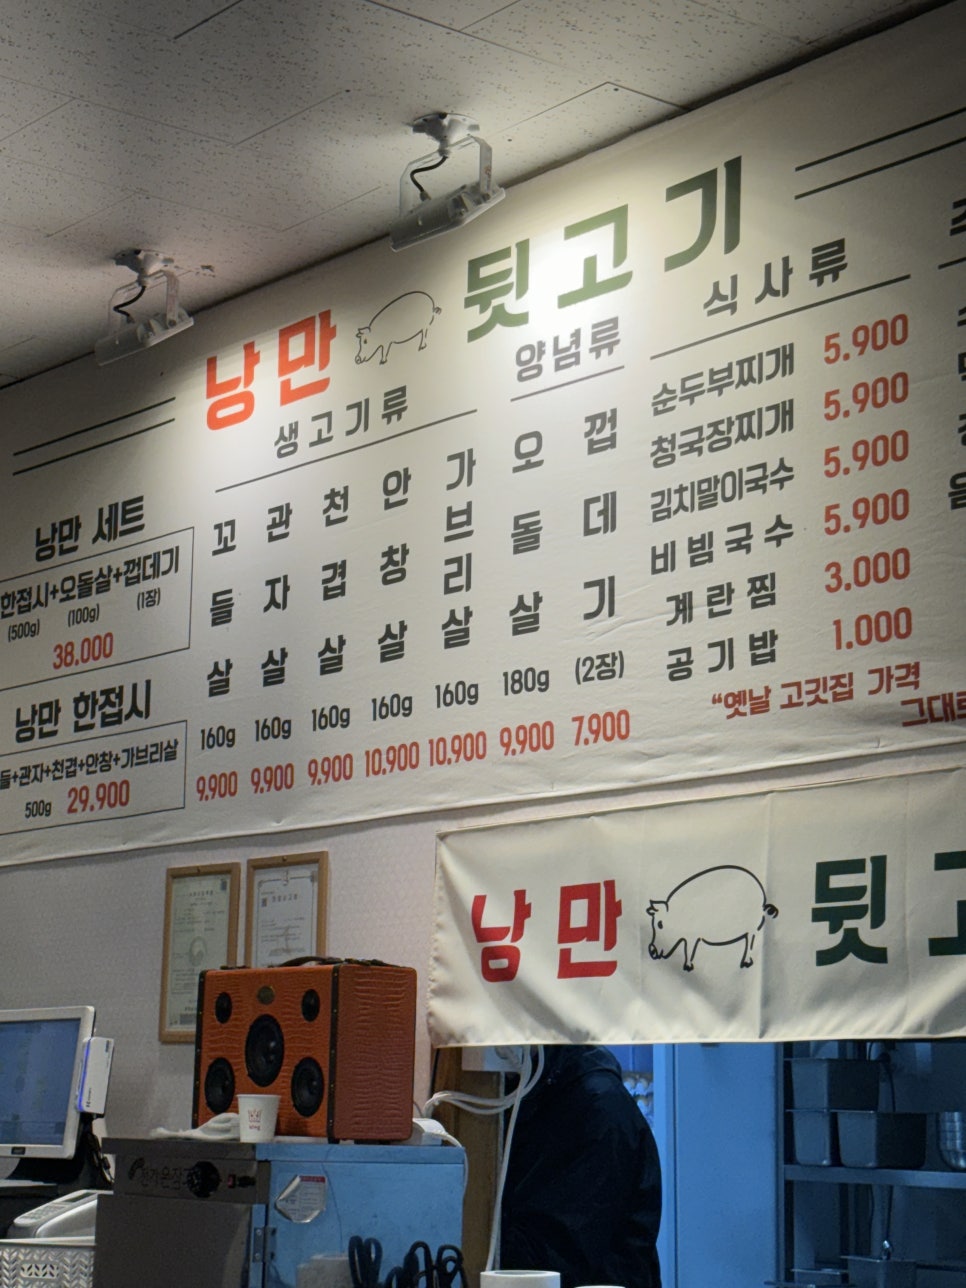 낭만 뒷고기
낭만 세트
한접시+오돌살+껍데기
(500g) (100g) (1장)
38.000
낭만 한접시
들+관자+천겹+안창+가브리살
500g 29.900
생고기류
꼬들살 160g 9.900
관자살 160g 9.900
천겹살 160g 9.900
안창살 160g 10.900
가브리살 160g 10.900
양념류
오돌살 180g 9.900
껍데기 (2장) 7.900
식사류
순두부찌개 5.900
청국장찌개 5.900
김치말이국수 5.900
비빔국수 5.900
계란찜 3.000
공기밥 1.000
“옛날 고깃집 가격
그대로
낭만 뒷고